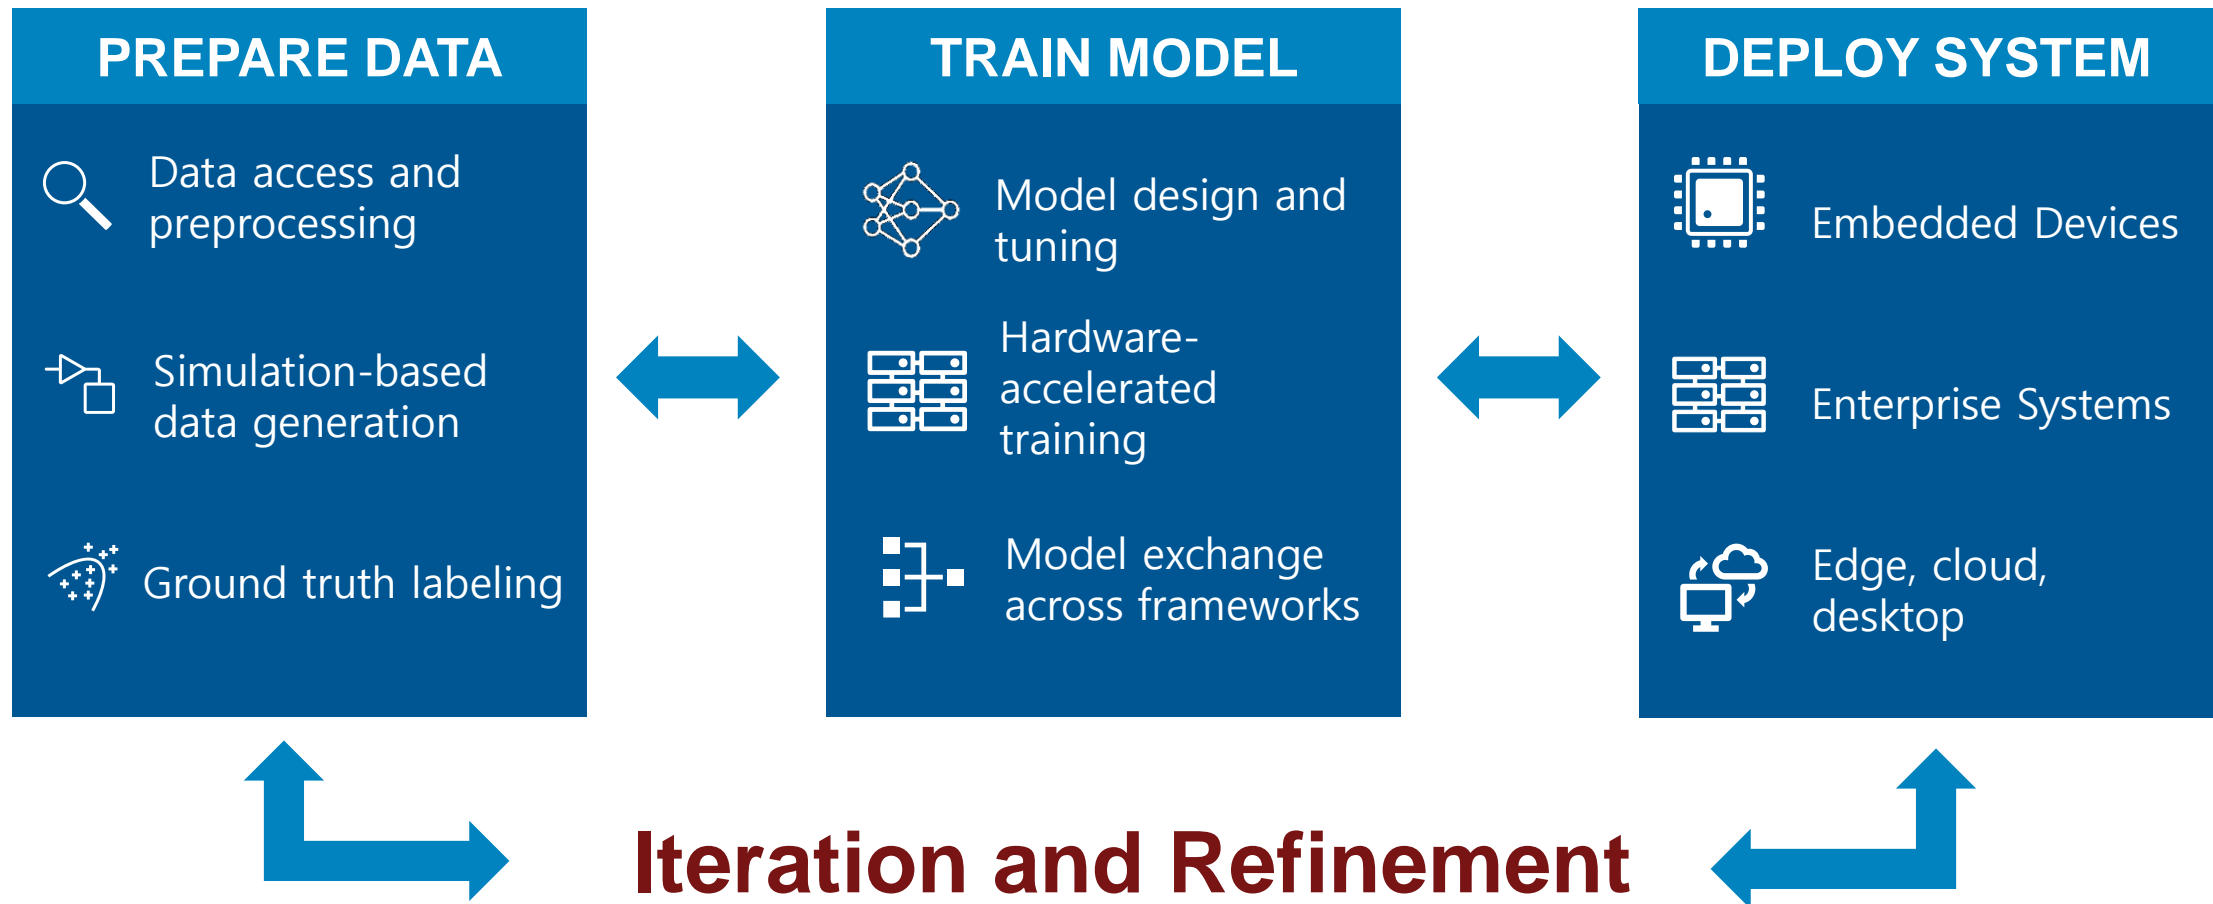 PREPARE DATA
Data access and
preprocessing
Simulation-based
data generation
Ground truth labeling
TRAIN MODEL
Model design and
tuning
Hardware-
accelerated
training
Model exchange
across frameworks
DEPLOY SYSTEM
Embedded Devices
Enterprise Systems
Edge, cloud,
desktop
Iteration and Refinement